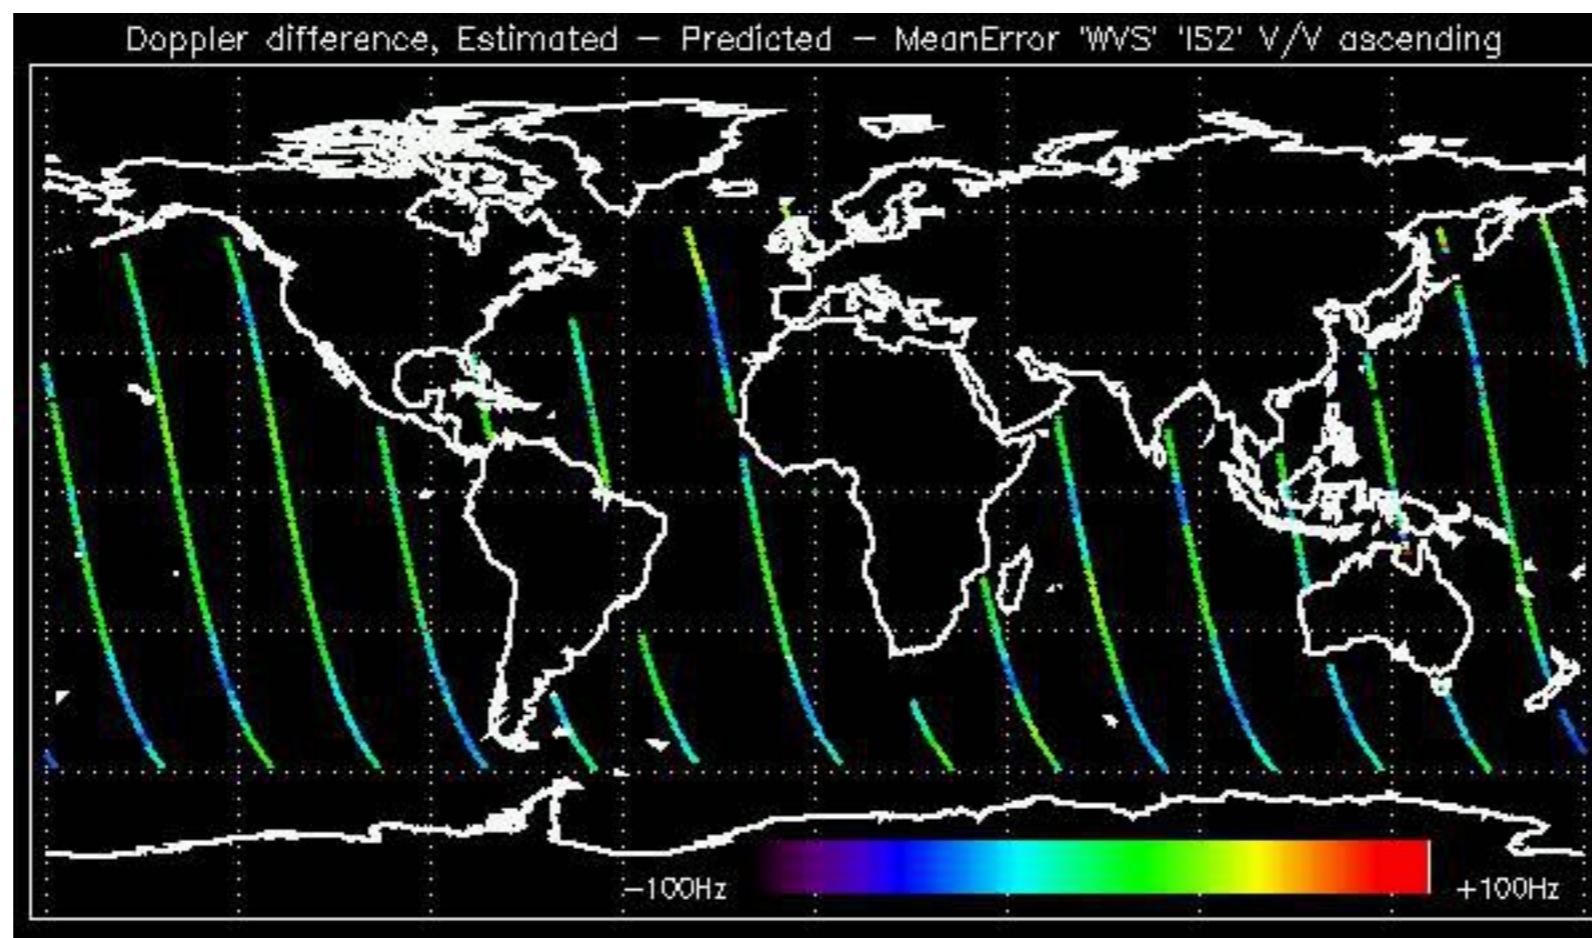 Doppler difference, Estimated – Predicted – MeanError 'WVS' 'IS2' V/V ascending
–100Hz +100Hz